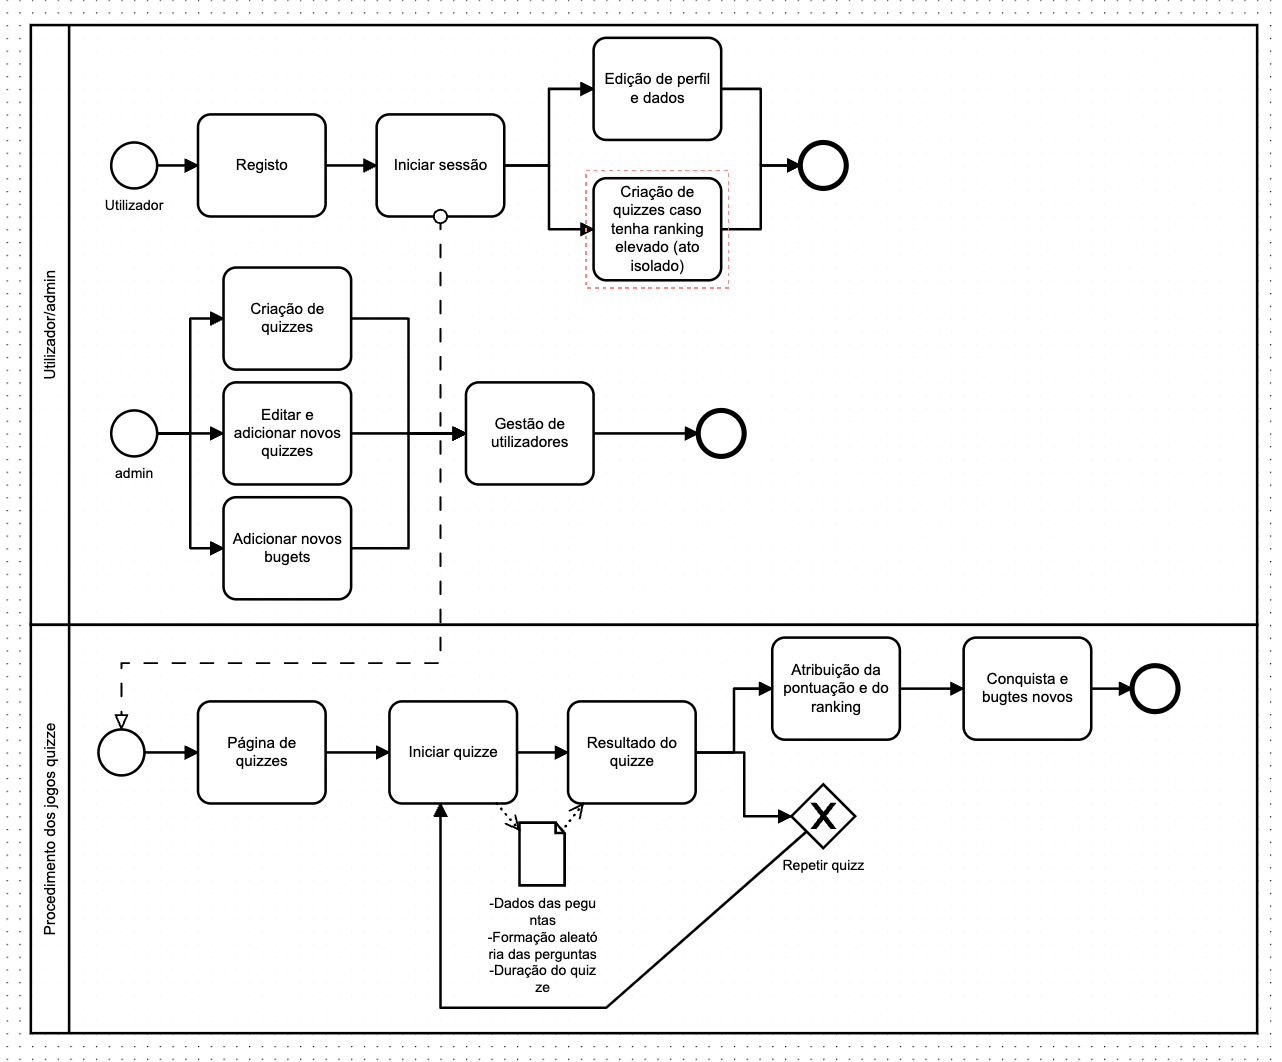 Utilizador/admin
Utilizador
Registo
Iniciar sessão
Edição de perfil
e dados
Criação de
quizzes caso
tenha ranking
elevado (ato
isolado)
admin
Criação de
quizzes
Editar e
adicionar novos
quizzes
Adicionar novos
bugets
Gestão de
utilizadores
Procedimento dos jogos quizze
Página de
quizzes
Iniciar quizze
Resultado do
quizze
-Dados das pegu
ntas
-Formação aleató
ria das perguntas
-Duração do quiz
ze
Atribuição da
pontuação e do
ranking
Conquista e
bugtes novos
X
Repetir quizz